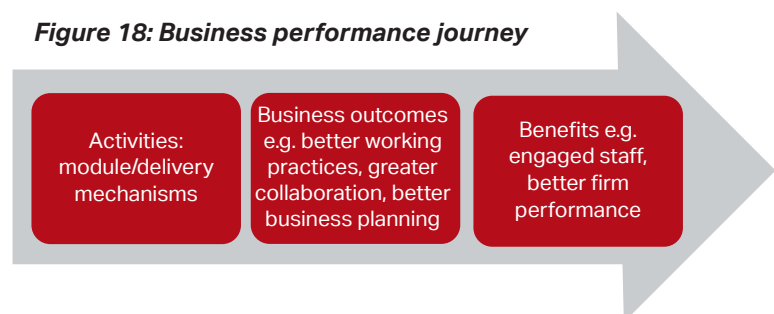 Figure 18: Business performance journey
Activities:
module/delivery
mechanisms
Business outcomes
e.g. better working
practices, greater
collaboration, better
business planning
Benefits e.g.
engaged staff,
better firm
performance